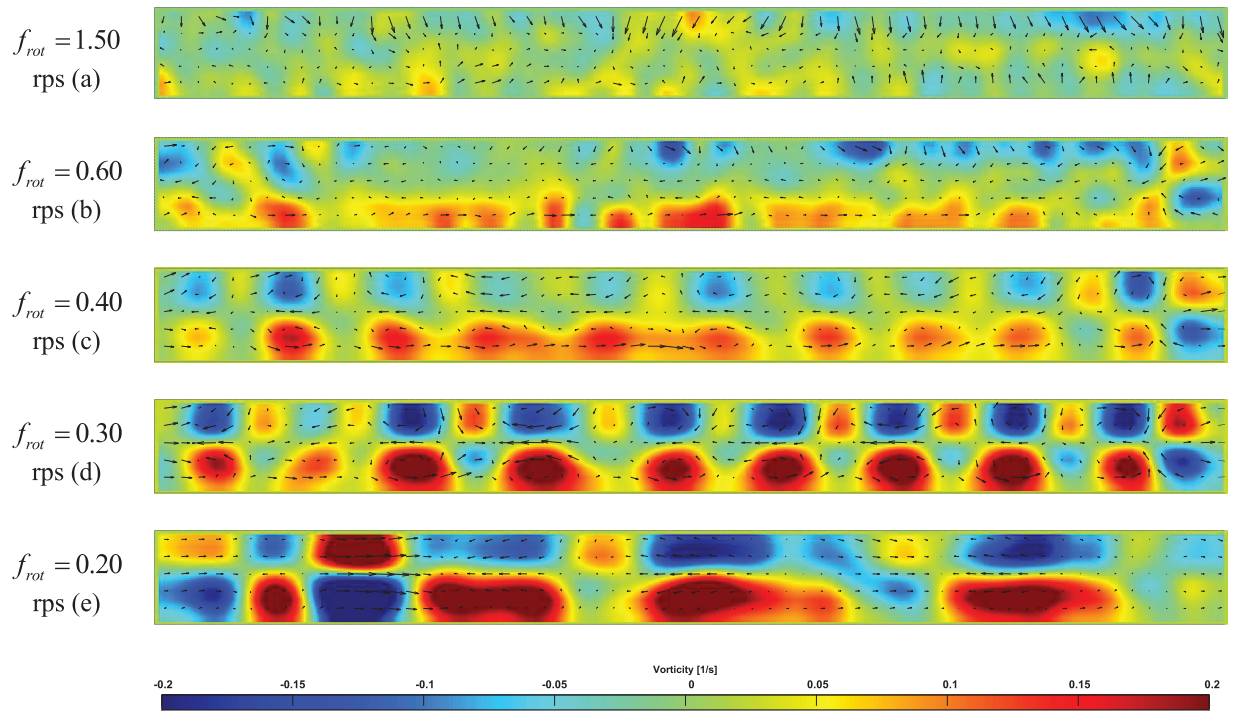 f_rot = 1.50
rps (a)
f_rot = 0.60
rps (b)
f_rot = 0.40
rps (c)
f_rot = 0.30
rps (d)
f_rot = 0.20
rps (e)
Vorticity [1/s]
-0.2 -0.15 -0.1 -0.05 0 0.05 0.1 0.15 0.2